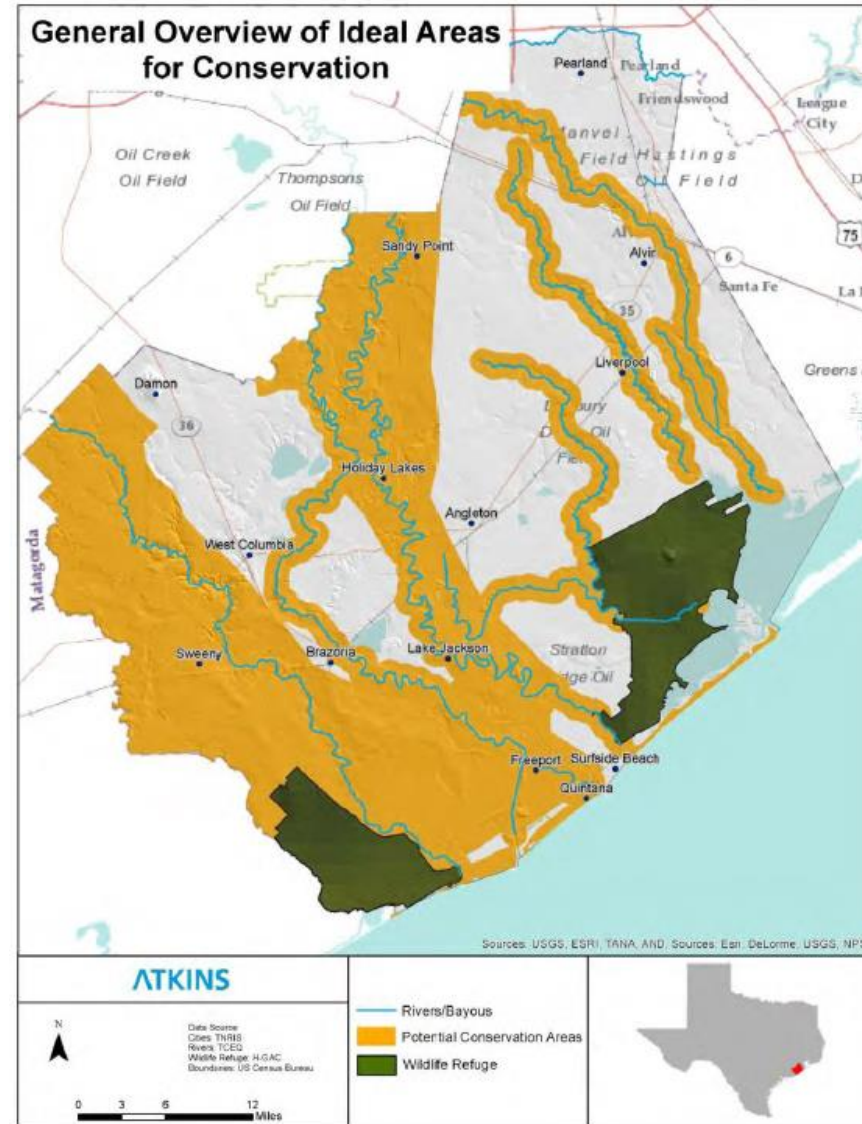 General Overview of Ideal Areas
for Conservation
Pearland
Pearland
Friendswood
League
City
Manvel
Field
Hastings
Oil Field
Oil Creek
Oil Field
Thompsons
Oil Field
75
Sandy Point
Alvin
6
Santa Fe
35
Liverpool
Greens
Damon
36
Holiday Lakes
Angleton
West Columbia
Matagorda
Sweeny
Brazoria
Lake Jackson
Stratton
dge Oil
Freeport
Surfside Beach
Quintana
Sources: USGS, ESRI, TANA, AND, Sources: Esri, DeLorme, USGS, NPS
ATKINS
N
Data Source
Cities: TNRIS
Rivers: TCEQ
Wildlife Refuge: H-GAC
Boundaries: US Census Bureau
0 3 6 12
Miles
Rivers/Bayous
Potential Conservation Areas
Wildlife Refuge